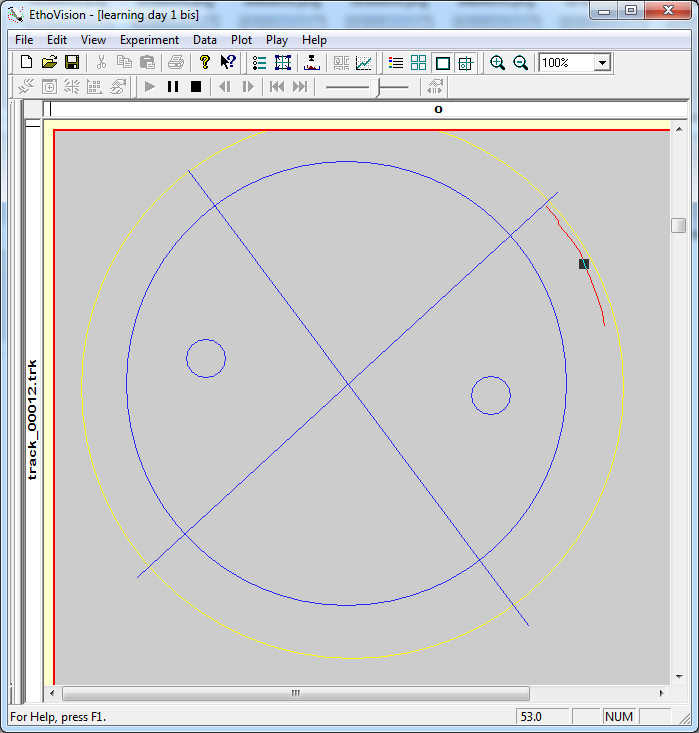 EthoVision - [learning day 1 bis]
File Edit View Experiment Data Plot Play Help
100%
O
track_00012.trk
For Help, press F1.
53.0
NUM